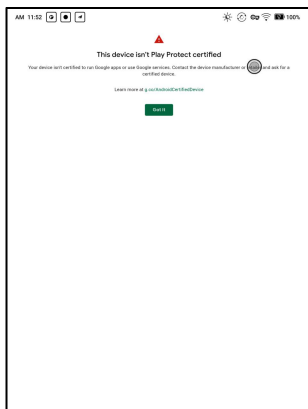 AM 11:52 100%
This device isn't Play Protect certified
Your device isn't certified to run Google apps or use Google services. Contact the device manufacturer or and ask for a
certified device.
Learn more at g.co/AndroidCertifiedDevice
Got it